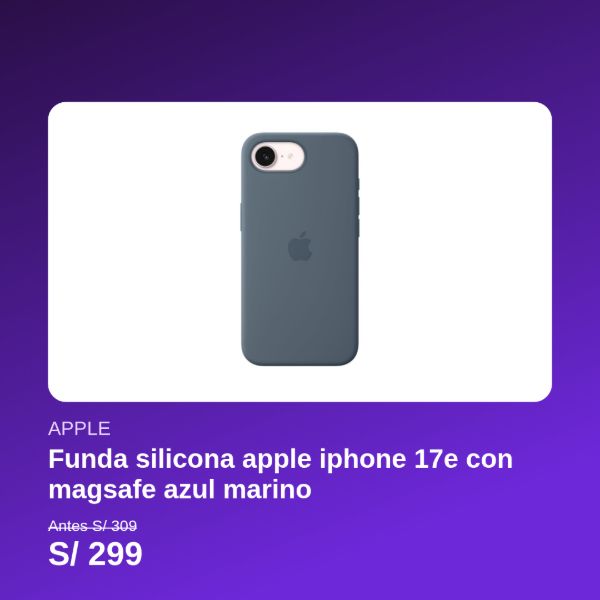 APPLE
Funda silicona apple iphone 17e con
magsafe azul marino
Antes S/ 309
S/ 299